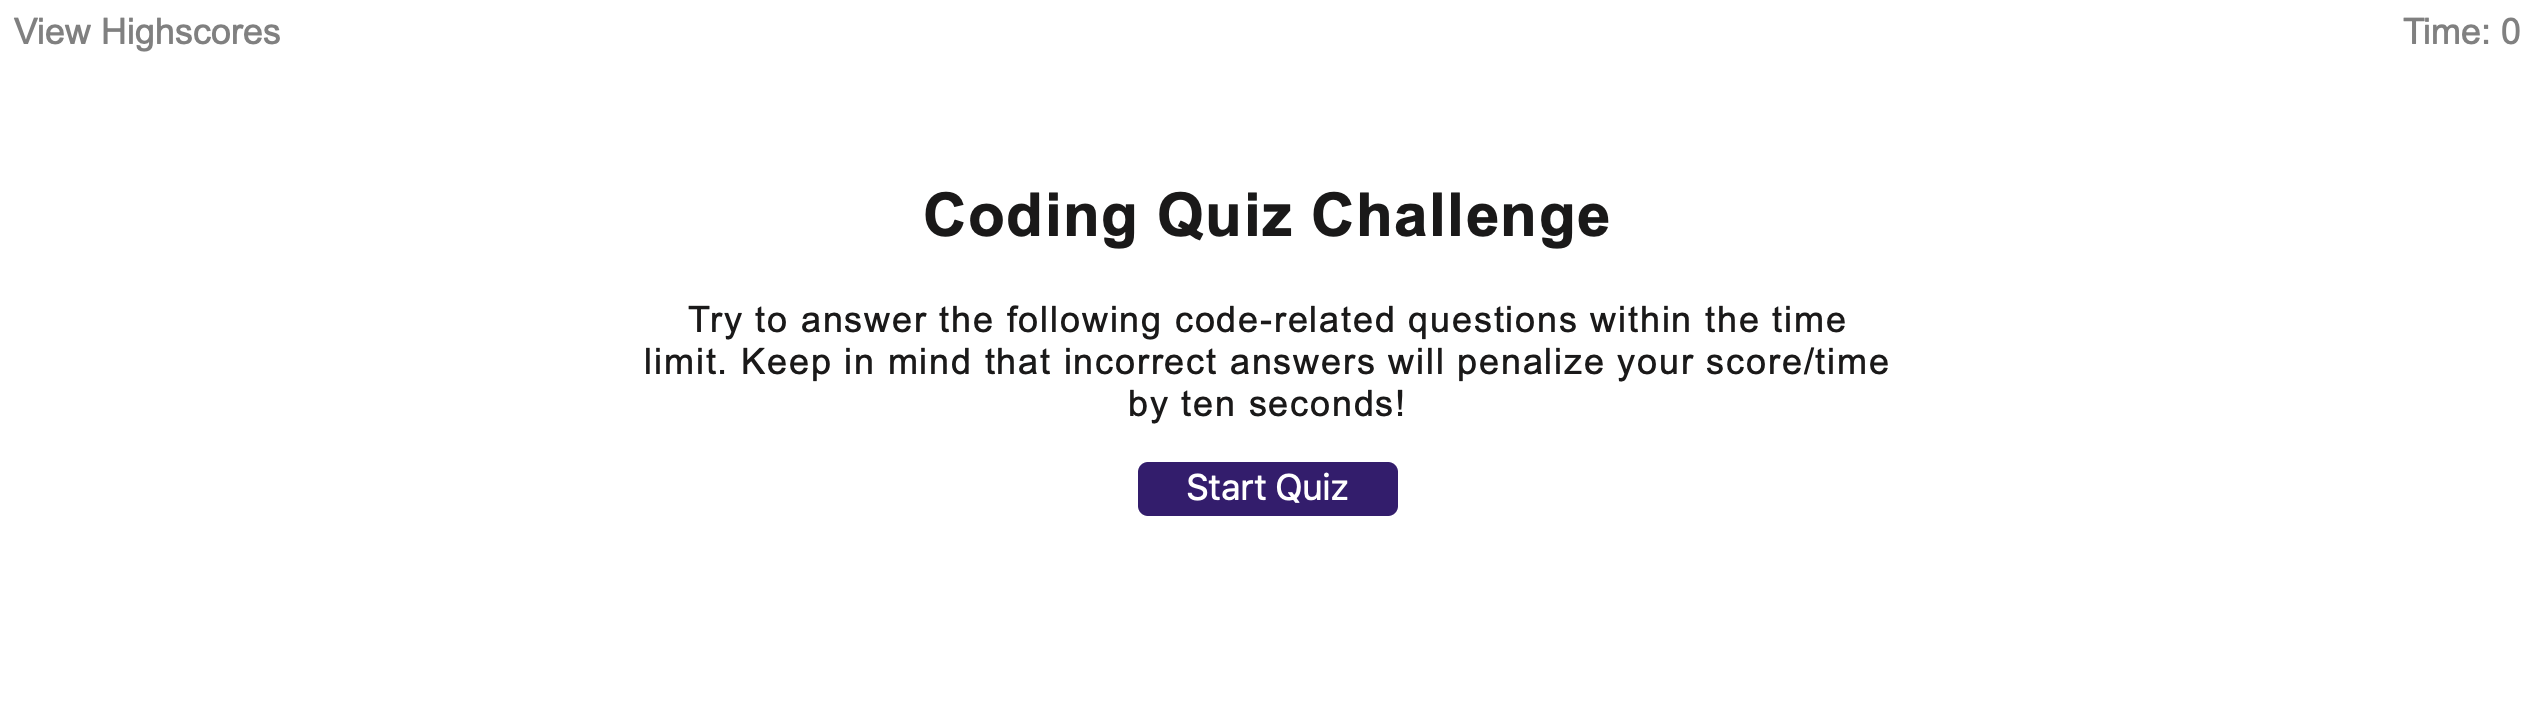 View Highscores
Time: 0
Coding Quiz Challenge
Try to answer the following code-related questions within the time
limit. Keep in mind that incorrect answers will penalize your score/time
by ten seconds!
Start Quiz